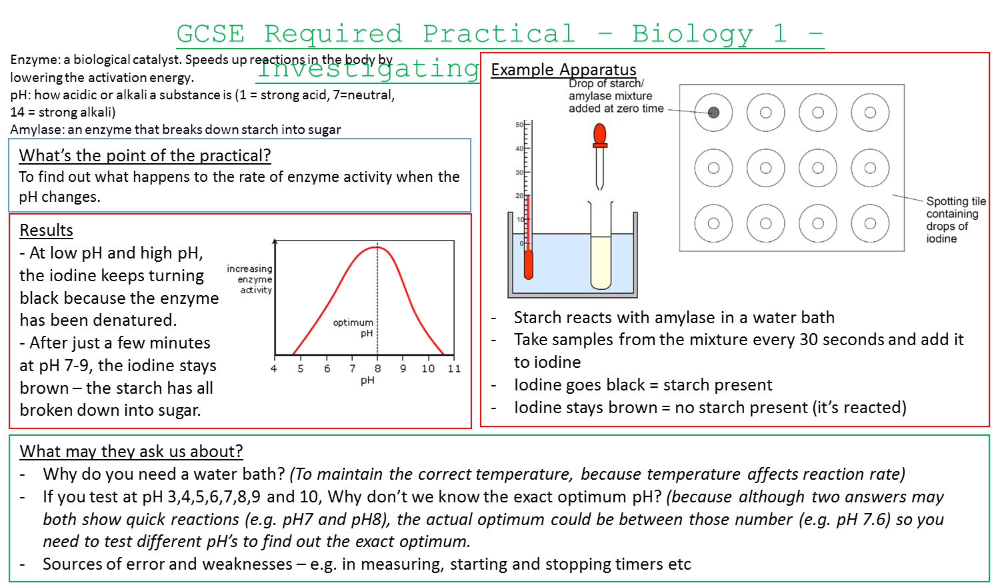 GCSE Required Practical – Biology 1 –
Investigating
Enzyme: a biological catalyst. Speeds up reactions in the body by
lowering the activation energy.
pH: how acidic or alkali a substance is (1 = strong acid, 7=neutral,
14 = strong alkali)
Amylase: an enzyme that breaks down starch into sugar
What's the point of the practical?
To find out what happens to the rate of enzyme activity when the
pH changes.
Results
- At low pH and high pH,
the iodine keeps turning
black because the enzyme
has been denatured.
- After just a few minutes
at pH 7-9, the iodine stays
brown – the starch has all
broken down into sugar.
increasing
enzyme
activity
optimum
pH
4 5 6 7 8 9 10 11
pH
Example Apparatus
Drop of starch/
amylase mixture
added at zero time
50
40
30
20
10
0
Spotting tile
containing
drops of
iodine
- Starch reacts with amylase in a water bath
- Take samples from the mixture every 30 seconds and add it
to iodine
- Iodine goes black = starch present
- Iodine stays brown = no starch present (it's reacted)
What may they ask us about?
- Why do you need a water bath? (To maintain the correct temperature, because temperature affects reaction rate)
- If you test at pH 3,4,5,6,7,8,9 and 10, Why don't we know the exact optimum pH? (because although two answers may
both show quick reactions (e.g. pH7 and pH8), the actual optimum could be between those number (e.g. pH 7.6) so you
need to test different pH's to find out the exact optimum.
- Sources of error and weaknesses – e.g. in measuring, starting and stopping timers etc